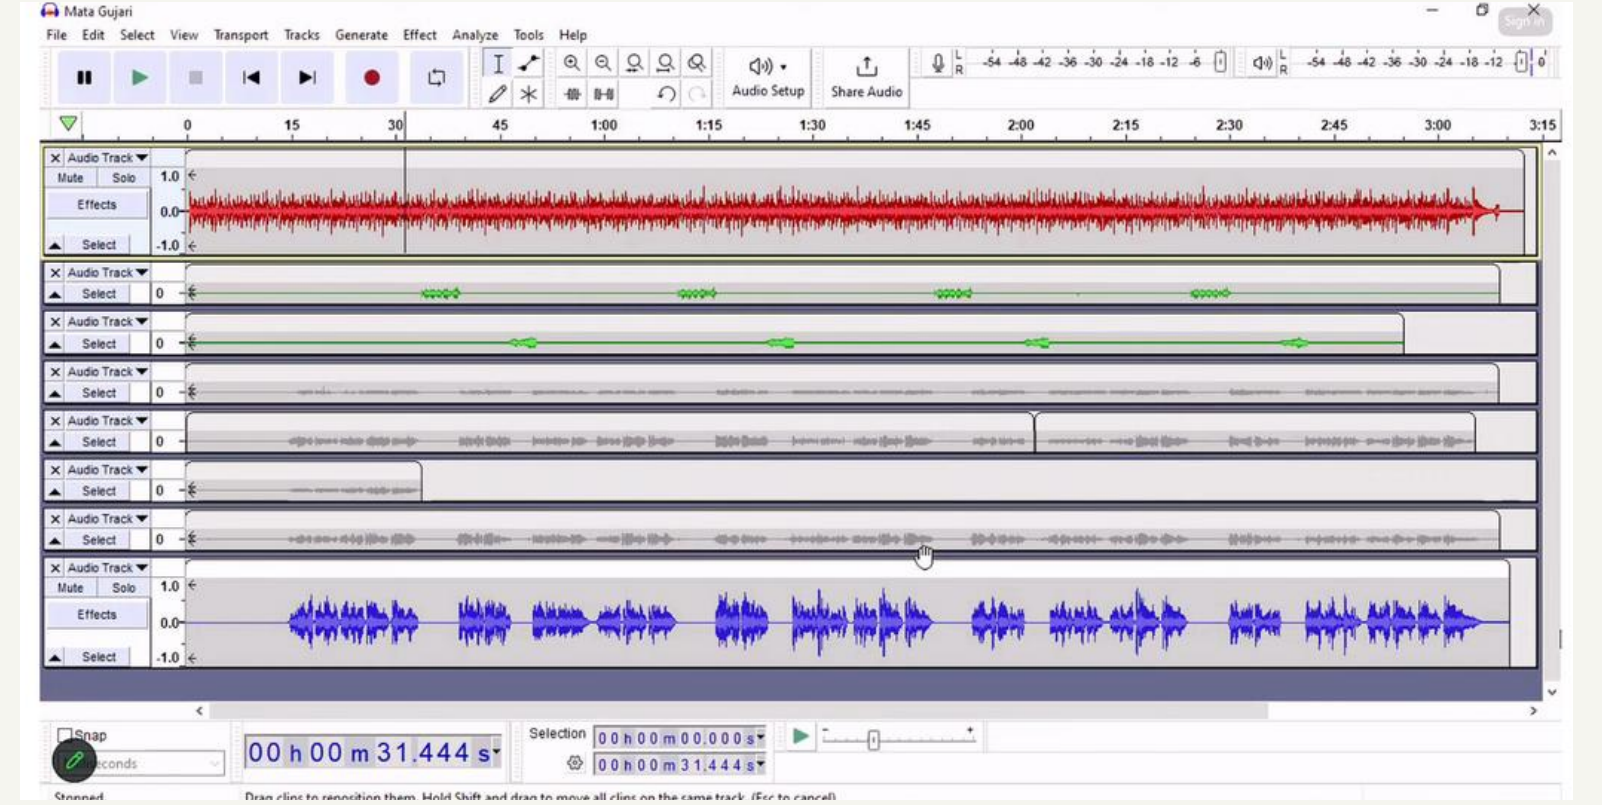 Mata Gujari
Sign in
File Edit Select View Transport Tracks Generate Effect Analyze Tools Help
L R -54 -48 -42 -36 -30 -24 -18 -12 -6
L R -54 -48 -42 -36 -30 -24 -18 -12 0
Audio Setup
Share Audio
0 15 30 45 1:00 1:15 1:30 1:45 2:00 2:15 2:30 2:45 3:00 3:15
Audio Track
Mute Solo 1.0
Effects 0.0
Select -1.0
Audio Track
Select 0
Audio Track
Select 0
Audio Track
Select 0
Audio Track
Select 0
Audio Track
Select 0
Audio Track
Select 0
Audio Track
Mute Solo 1.0
Effects 0.0
Select -1.0
Snap
00 h 00 m 31.444 s
Selection
00 h 00 m 00.000 s
00 h 00 m 31.444 s
Stopped.
Drag clips to reposition them. Hold Shift and drag to move all clips on the same track. (Esc to cancel)